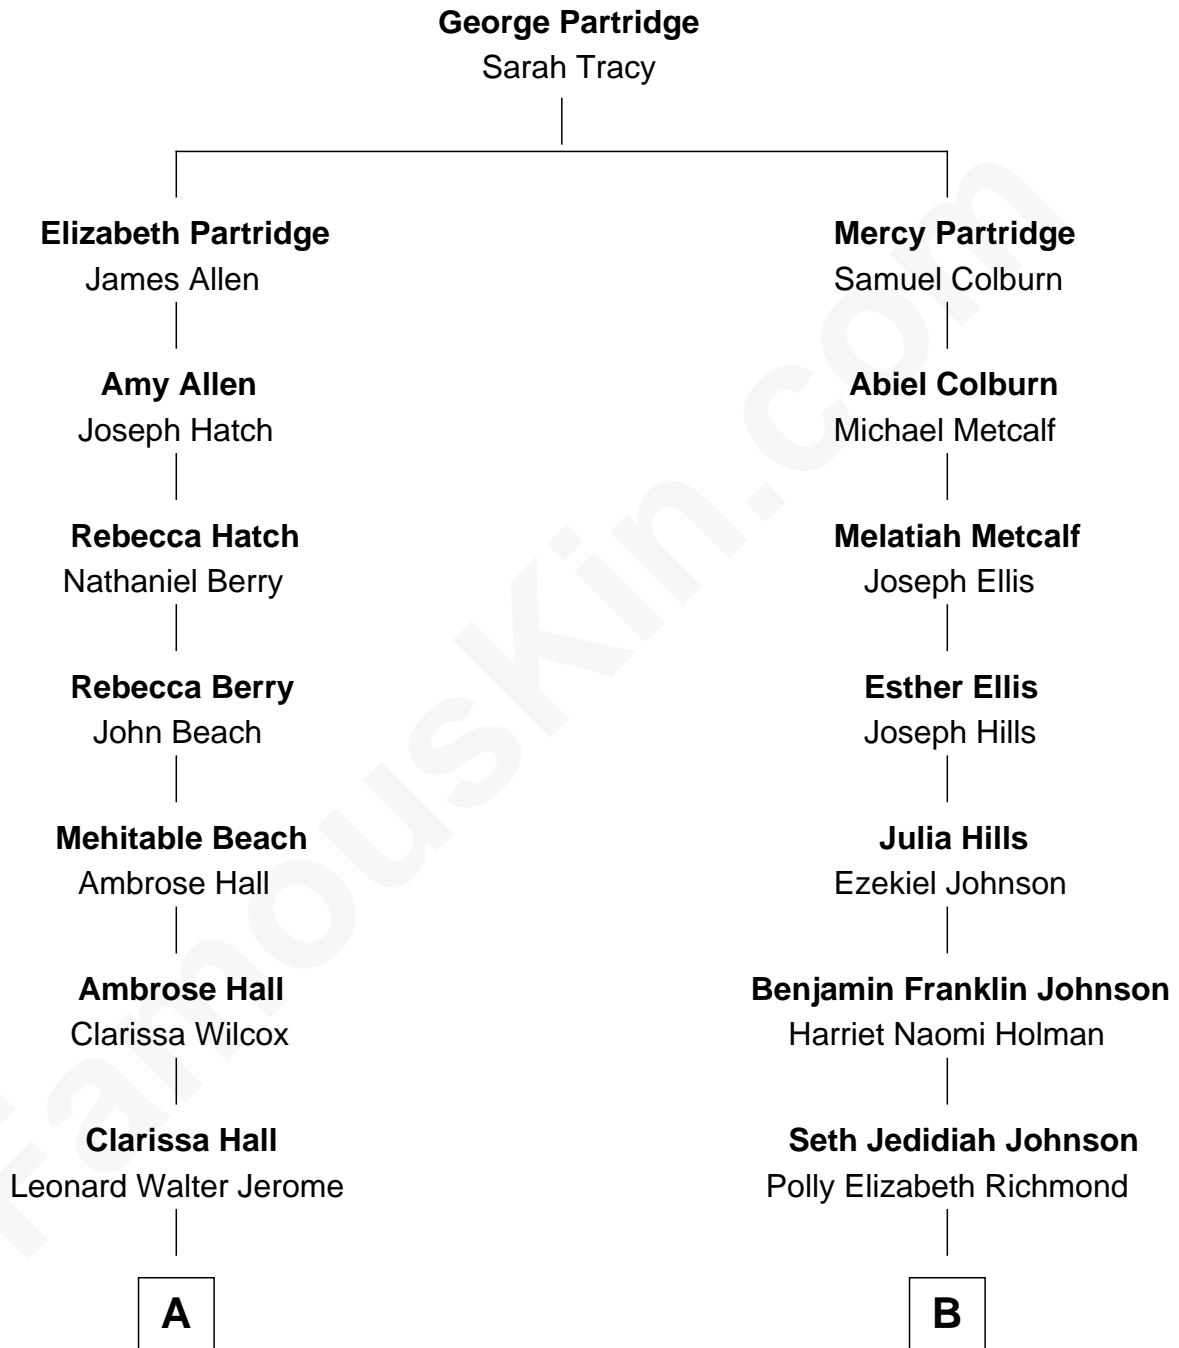 George Partridge
Sarah Tracy
Elizabeth Partridge
James Allen
Amy Allen
Joseph Hatch
Rebecca Hatch
Nathaniel Berry
Rebecca Berry
John Beach
Mehitable Beach
Ambrose Hall
Ambrose Hall
Clarissa Wilcox
Clarissa Hall
Leonard Walter Jerome
A
Mercy Partridge
Samuel Colburn
Abiel Colburn
Michael Metcalf
Melatiah Metcalf
Joseph Ellis
Esther Ellis
Joseph Hills
Julia Hills
Ezekiel Johnson
Benjamin Franklin Johnson
Harriet Naomi Holman
Seth Jedidiah Johnson
Polly Elizabeth Richmond
B
FamousKin.com